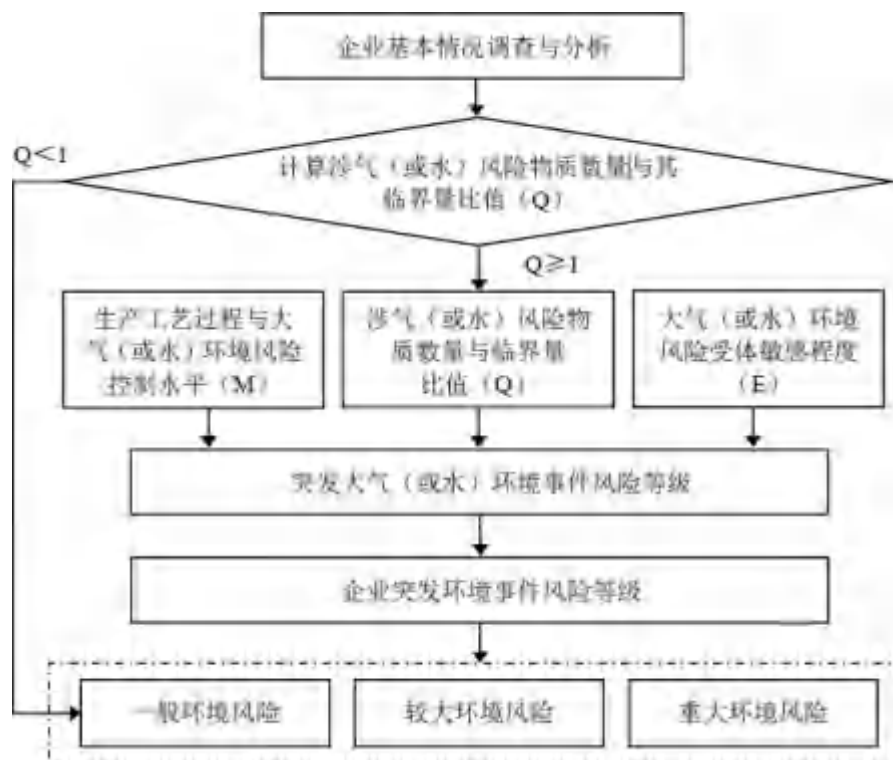 企业基本情况调查与分析
Q<1
计算涉气（或水）风险物质数量与其
临界量比值（Q）
Q≥1
生产工艺过程与大
气（或水）环境风险
控制水平（M）
涉气（或水）风险物
质数量与临界量
比值（Q）
大气（或水）环境
风险受体敏感程度
（E）
突发大气（或水）环境事件风险等级
企业突发环境事件风险等级
一般环境风险
较大环境风险
重大环境风险